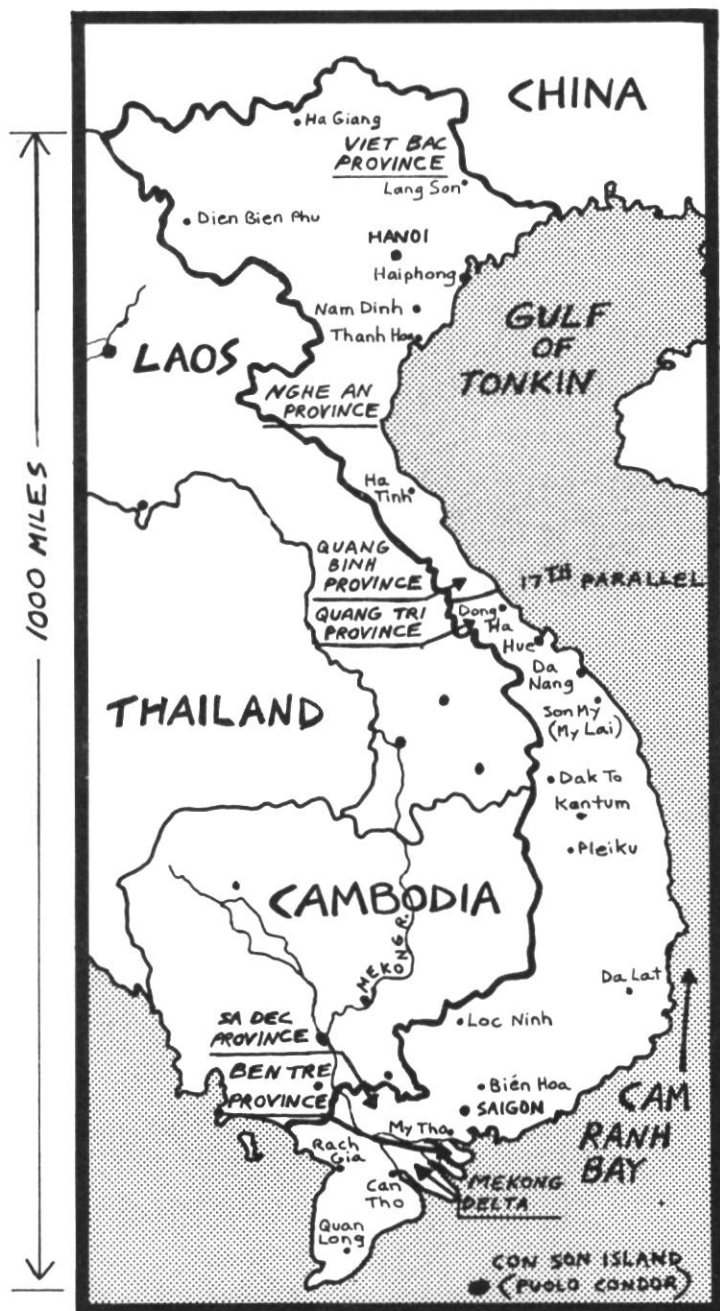 CHINA
Ha Giang
VIET BAC
PROVINCE
Lang Son
Dien Bien Phu
HANOI
Haiphong
Nam Dinh
Thanh Hoa
LAOS
GULF
OF
TONKIN
NGHE AN
PROVINCE
1000 MILES
Ha
Tinh
QUANG
BINH
PROVINCE
17TH PARALLEL
QUANG TRI
PROVINCE
Dong
Ha
Hue
Da
Nang
THAILAND
Son My
(My Lai)
Dak To
Kontum
Pleiku
CAMBODIA
MEKONG R.
Da Lat
SA DEC
PROVINCE
Loc Ninh
BEN TRE
PROVINCE
Bién Hoa
SAIGON
CAM
RANH
BAY
My Tho
Rach
Gia
Can
Tho
MEKONG
DELTA
Quan
Long
CON SON ISLAND
(PUOLO CONDOR)